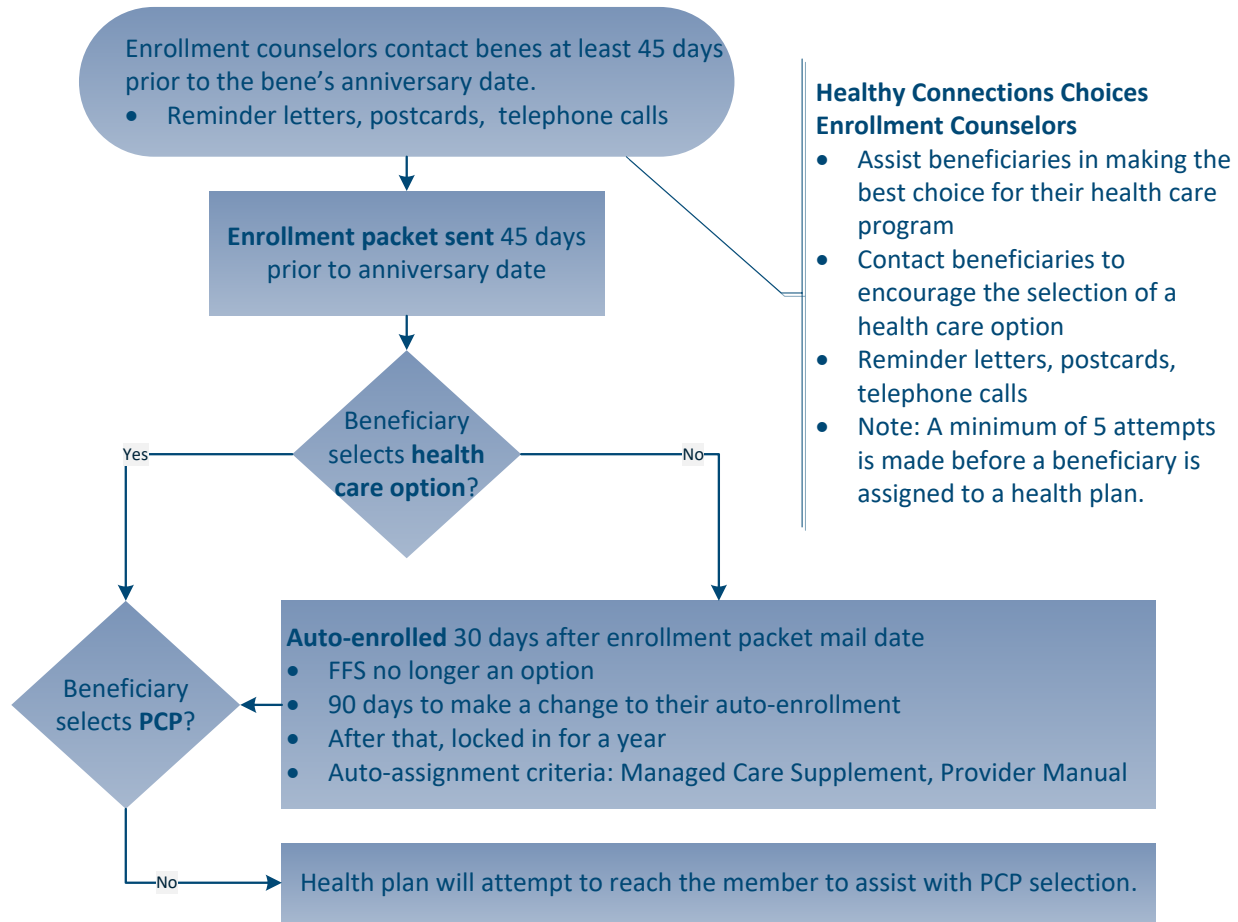 Enrollment counselors contact benes at least 45 days
prior to the bene’s anniversary date.
• Reminder letters, postcards,  telephone calls
Healthy Connections Choices
Enrollment Counselors
• Assist beneficiaries in making the
best choice for their health care
program
• Contact beneficiaries to
encourage the selection of a
health care option
• Reminder letters, postcards,
telephone calls
• Note: A minimum of 5 attempts
is made before a beneficiary is
assigned to a health plan.
Enrollment packet sent 45 days
prior to anniversary date
Beneficiary
selects health
care option?
Yes
No
Auto-enrolled 30 days after enrollment packet mail date
• FFS no longer an option
• 90 days to make a change to their auto-enrollment
• After that, locked in for a year
• Auto-assignment criteria: Managed Care Supplement, Provider Manual
Beneficiary
selects PCP?
No
Health plan will attempt to reach the member to assist with PCP selection.